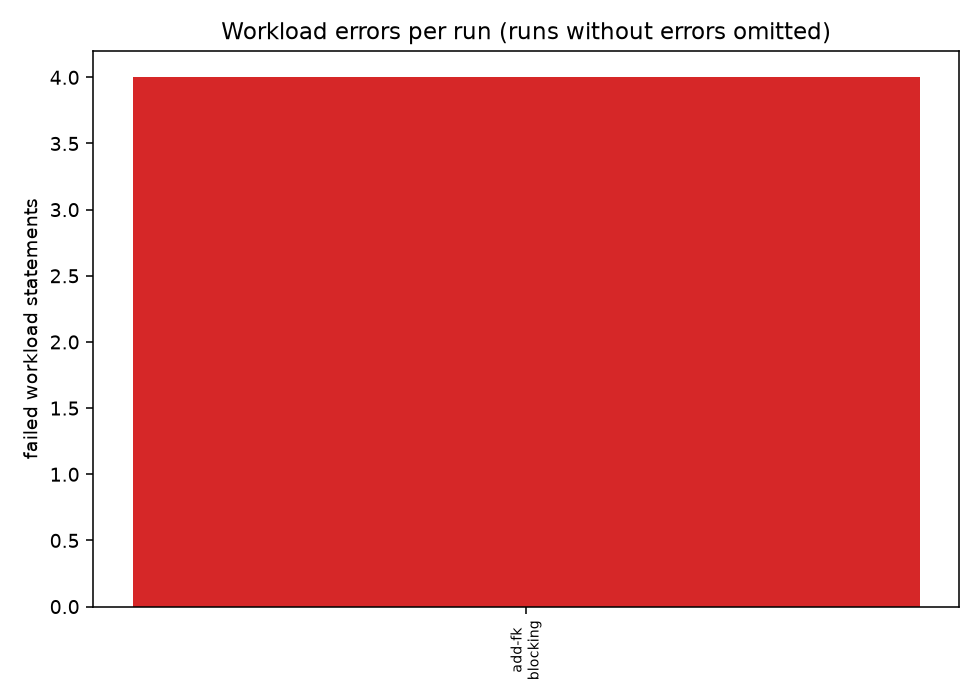 Workload errors per run (runs without errors omitted)
failed workload statements
4.0
3.5
3.0
2.5
2.0
1.5
1.0
0.5
0.0
add-fk
blocking